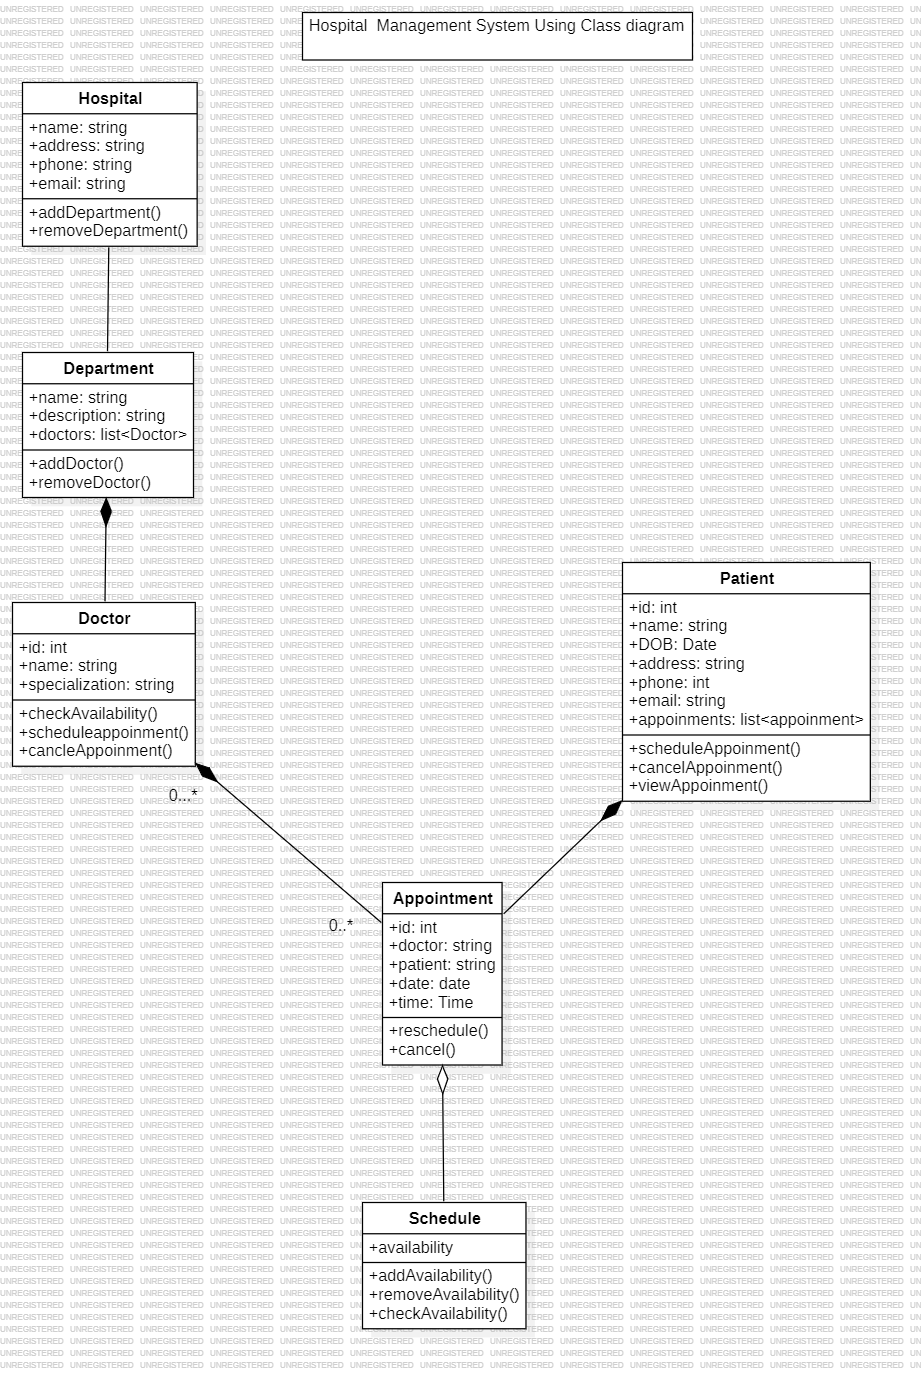 Hospital  Management System Using Class diagram
Hospital
+name: string
+address: string
+phone: string
+email: string
+addDepartment()
+removeDepartment()
Department
+name: string
+description: string
+doctors: list<Doctor>
+addDoctor()
+removeDoctor()
Doctor
+id: int
+name: string
+specialization: string
+checkAvailability()
+scheduleappoinment()
+cancleAppoinment()
0...*
Patient
+id: int
+name: string
+DOB: Date
+address: string
+phone: int
+email: string
+appoinments: list<appoinment>
+scheduleAppoinment()
+cancelAppoinment()
+viewAppoinment()
0..*
Appointment
+id: int
+doctor: string
+patient: string
+date: date
+time: Time
+reschedule()
+cancel()
Schedule
+availability
+addAvailability()
+removeAvailability()
+checkAvailability()
UNREGISTERED